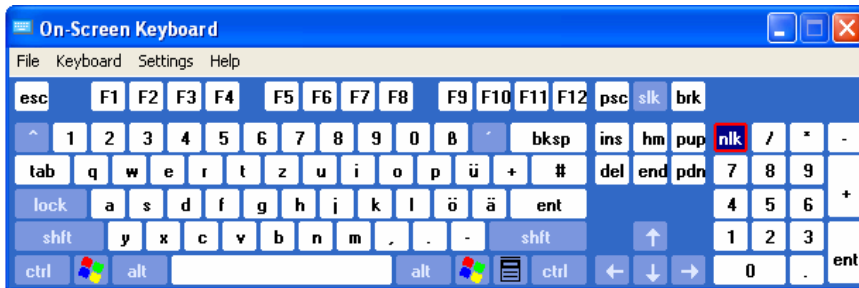 On-Screen Keyboard
File Keyboard Settings Help
esc F1 F2 F3 F4 F5 F6 F7 F8 F9 F10 F11 F12 psc slk brk
^ 1 2 3 4 5 6 7 8 9 0 ß ´ bksp ins hm pup nlk / * -
tab q w e r t z u i o p ü + # del end pdn 7 8 9 +
lock a s d f g h j k l ö ä ent 4 5 6
shft y x c v b n m , . - shft ↑ 1 2 3 ent
ctrl alt alt ctrl ← ↓ → 0 .